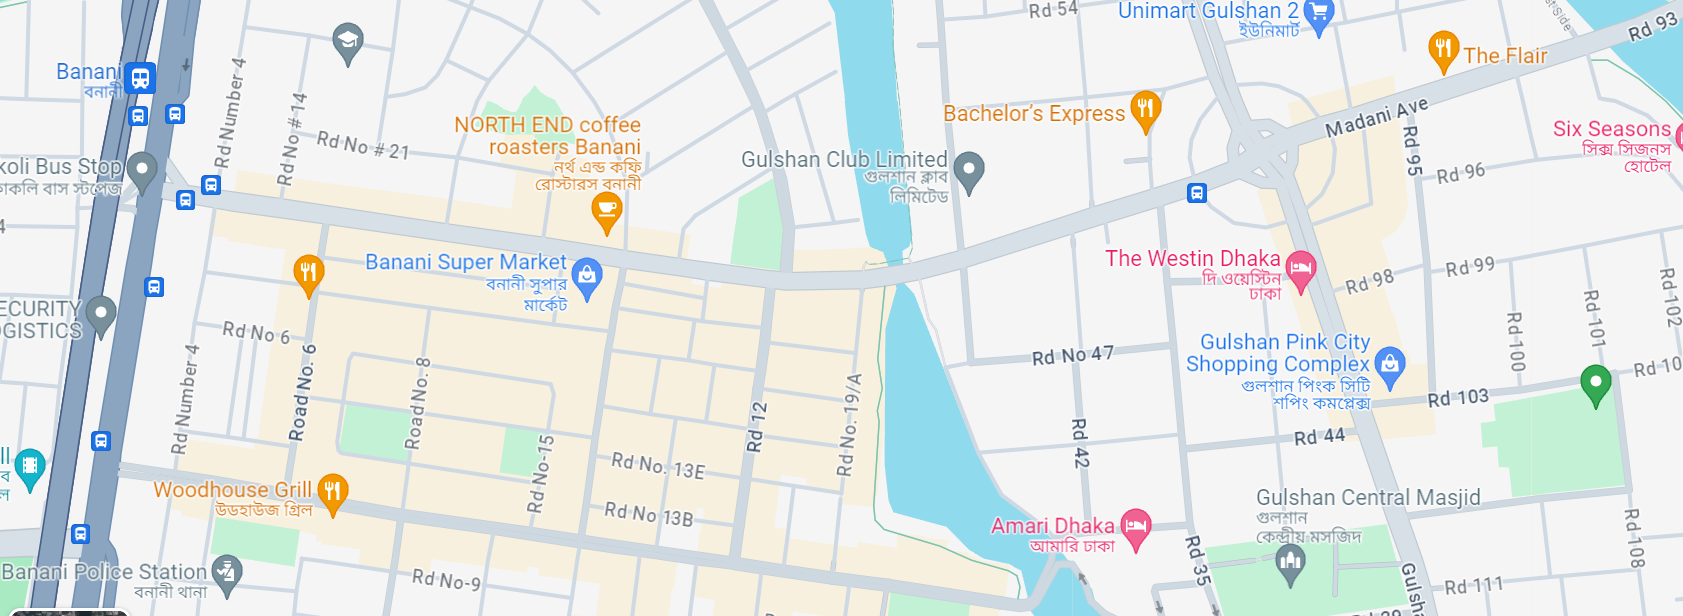 Rd 54
Unimart Gulshan 2
ইউনিমার্ট
Rd 93
The Flair
Banani
বনানী
Rd Number 4
Rd No # 14
Rd No # 21
NORTH END coffee
roasters Banani
নর্থ এন্ড কফি
রোস্টারস বনানী
Bachelor's Express
Madani Ave
Rd 95
Six Seasons
সিক্স সিজনস
হোটেল
koli Bus Stop
কাকলি বাস স্টপেজ
Gulshan Club Limited
গুলশান ক্লাব
লিমিটেড
Rd 96
Banani Super Market
বনানী সুপার
মার্কেট
The Westin Dhaka
দি ওয়েস্টিন
ঢাকা
Rd 98
Rd 99
Rd 102
Rd 101
Rd 100
ECURITY
OGISTICS
Rd No 6
Rd Number 4
Road No. 6
Road No. 8
Rd No 47
Gulshan Pink City
Shopping Complex
গুলশান পিংক সিটি
শপিং কমপ্লেক্স
Rd 103
Rd 10
Rd 12
Rd No. 19/A
Rd 42
Rd 44
Rd No-15
Rd No. 13E
Rd No 13B
Woodhouse Grill
উডহাউজ গ্রিল
Gulshan Central Masjid
গুলশান
কেন্দ্রীয় মসজিদ
Amari Dhaka
আমারি ঢাকা
Rd 35
Rd 108
Banani Police Station
বনানী থানা
Rd No-9
Gulsha
Rd 111